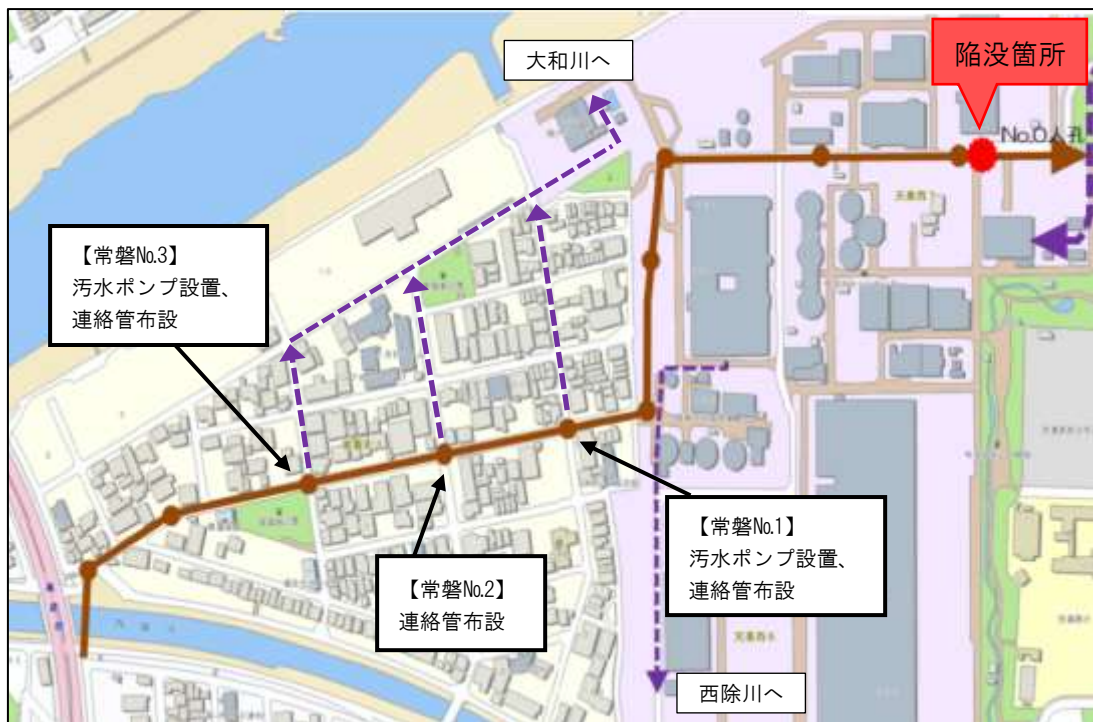 大和川へ
陥没箇所
No.0人孔
【常磐No.3】
汚水ポンプ設置、
連絡管布設
【常磐No.1】
汚水ポンプ設置、
連絡管布設
【常磐No.2】
連絡管布設
西除川へ